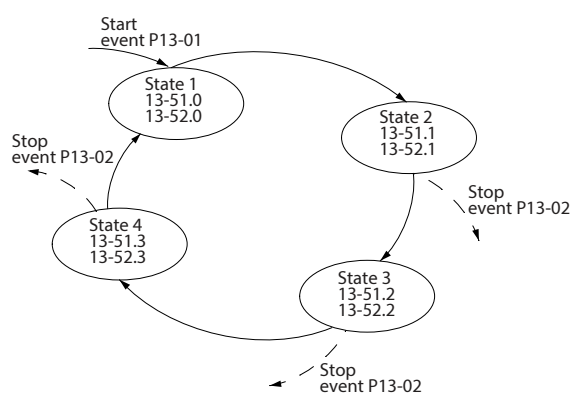 Start
event P13-01
State 1
13-51.0
13-52.0
State 2
13-51.1
13-52.1
Stop
event P13-02
Stop
event P13-02
State 4
13-51.3
13-52.3
State 3
13-51.2
13-52.2
Stop
event P13-02